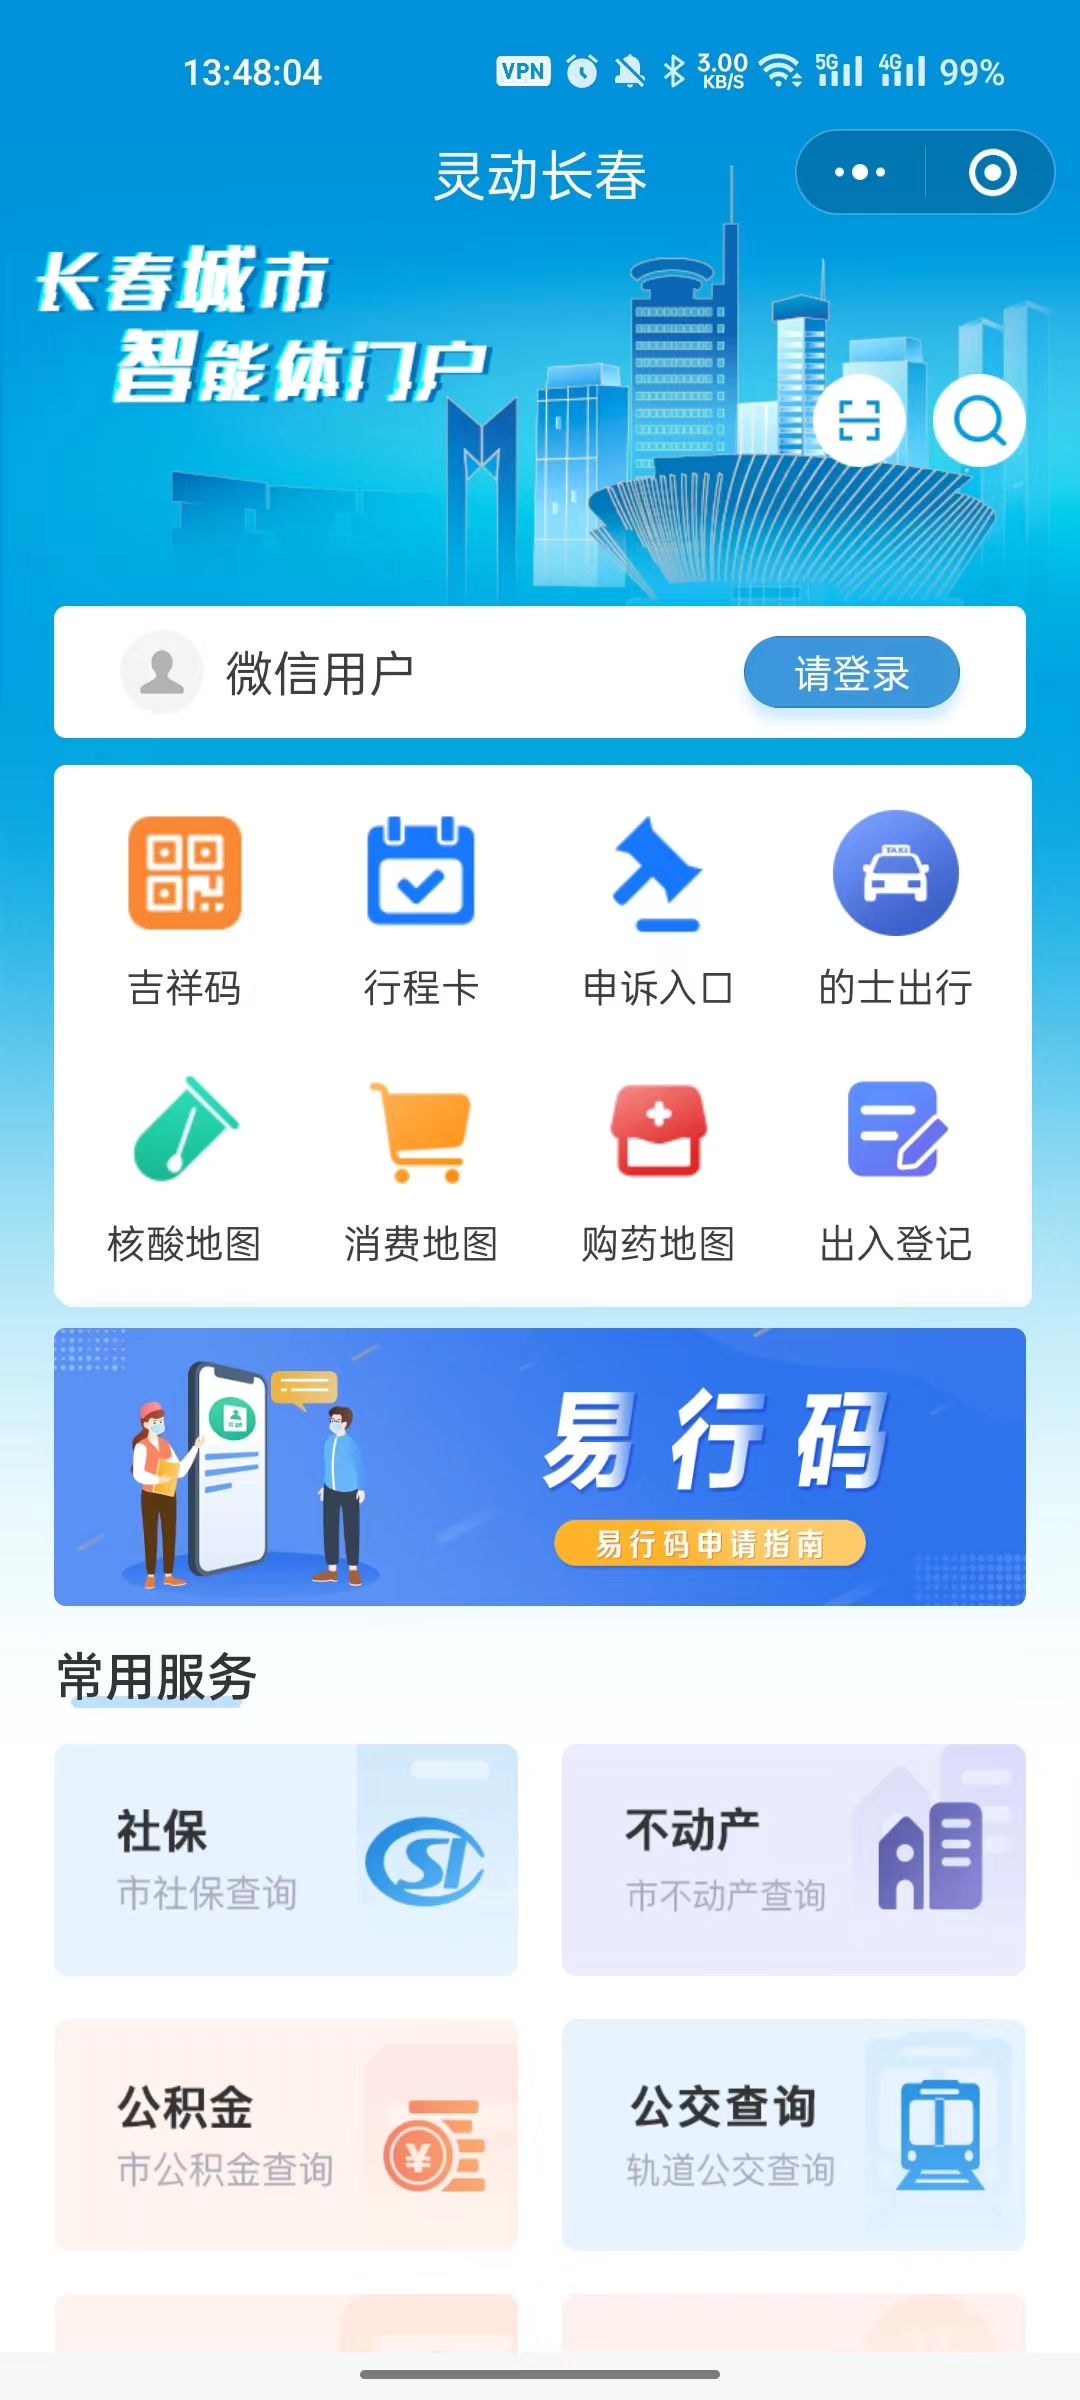 13:48:04 VPN 3.00 KB/S 5G 4G 99%
灵动长春
长春城市
智能体门户
微信用户 请登录
TAXI
吉祥码 行程卡 申诉入口 的士出行
核酸地图 消费地图 购药地图 出入登记
易行码
易行码申请指南
常用服务
社保 不动产
市社保查询 市不动产查询
公积金 公交查询
市公积金查询 轨道公交查询